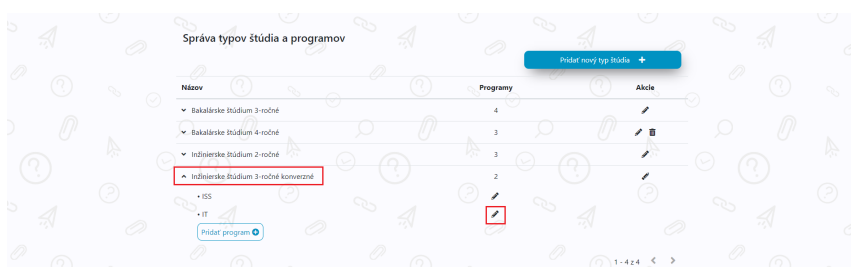 Správa typov štúdia a programov
Pridať nový typ štúdia
Názov Programy Akcie
Bakalárske štúdium 3-ročné 4
Bakalárske štúdium 4-ročné 3
Inžinierske štúdium 2-ročné 3
Inžinierske štúdium 3-ročné konverzné 2
• ISS
• IT
Pridať program
1 - 4 z 4